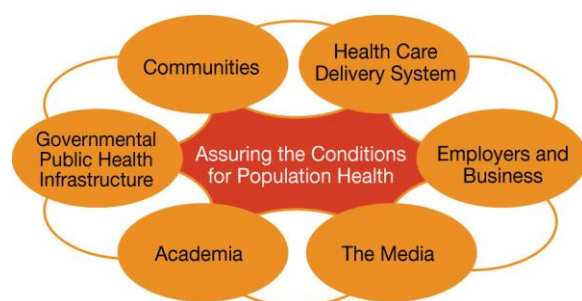 Communities
Health Care
Delivery System
Governmental
Public Health
Infrastructure
Assuring the Conditions
for Population Health
Employers and
Business
Academia
The Media